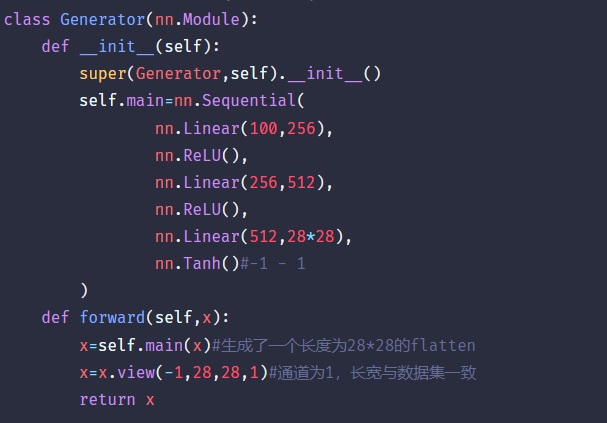 class Generator(nn.Module):
    def __init__(self):
        super(Generator,self).__init__()
        self.main=nn.Sequential(
                nn.Linear(100,256),
                nn.ReLU(),
                nn.Linear(256,512),
                nn.ReLU(),
                nn.Linear(512,28*28),
                nn.Tanh()#-1 - 1
        )
    def forward(self,x):
        x=self.main(x)#生成了一个长度为28*28的flatten
        x=x.view(-1,28,28,1)#通道为1，长宽与数据集一致
        return x